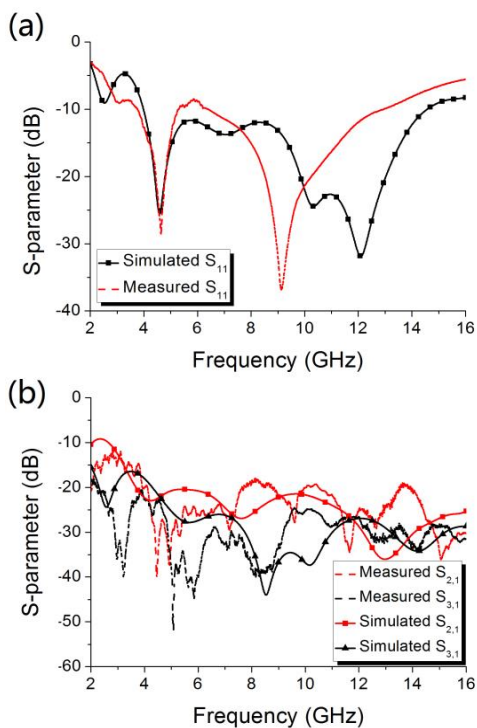 (a)
0
-10
-20
-30
-40
S-parameter (dB)
Simulated S11
Measured S11
2 4 6 8 10 12 14 16
Frequency (GHz)
(b)
0
-10
-20
-30
-40
-50
-60
S-parameter (dB)
Measured S2,1
Measured S3,1
Simulated S2,1
Simulated S3,1
2 4 6 8 10 12 14 16
Frequency (GHz)